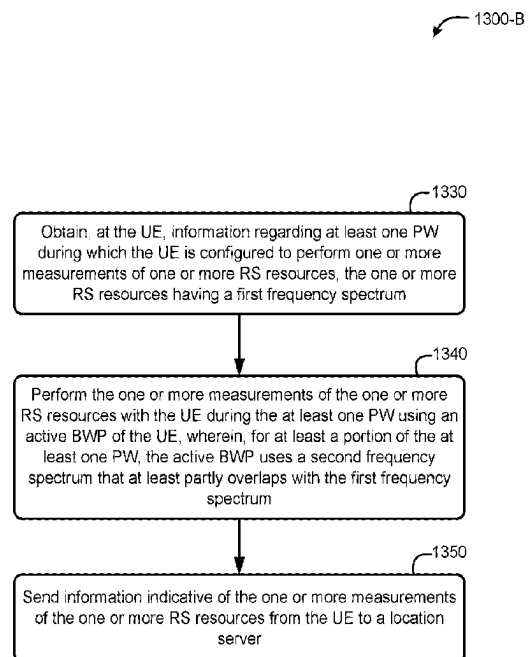 1300-B
1330
Obtain, at the UE, information regarding at least one PW
during which the UE is configured to perform one or more
measurements of one or more RS resources, the one or more
RS resources having a first frequency spectrum
1340
Perform the one or more measurements of the one or more
RS resources with the UE during the at least one PW using an
active BWP of the UE, wherein, for at least a portion of the at
least one PW, the active BWP uses a second frequency
spectrum that at least partly overlaps with the first frequency
spectrum
1350
Send information indicative of the one or more measurements
of the one or more RS resources from the UE to a location
server